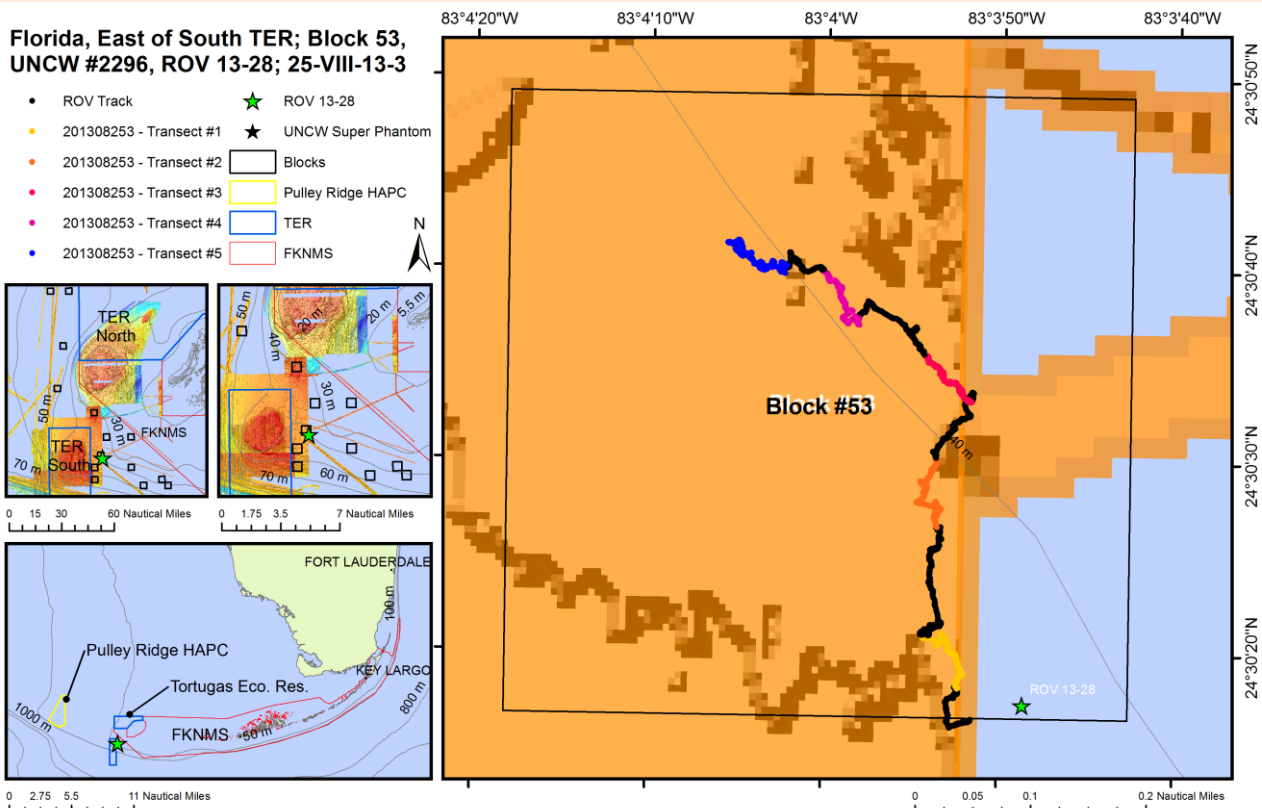 Florida, East of South TER; Block 53,
UNCW #2296, ROV 13-28; 25-VIII-13-3
ROV Track
201308253 - Transect #1
201308253 - Transect #2
201308253 - Transect #3
201308253 - Transect #4
201308253 - Transect #5
ROV 13-28
UNCW Super Phantom
Blocks
Pulley Ridge HAPC
TER
FKNMS
N
TER
North
50 m
30 m
FKNMS
TER
South
70 m
0 15 30 60 Nautical Miles
50 m
40 m
20 m
20 m
5.5 m
30 m
70 m
60 m
0 1.75 3.5 7 Nautical Miles
FORT LAUDERDALE
100 m
Pulley Ridge HAPC
KEY LARGO
Tortugas Eco. Res.
1000 m
FKNMS
50 m
800 m
0 2.75 5.5 11 Nautical Miles
83°4'20"W 83°4'10"W 83°4'W 83°3'50"W 83°3'40"W
24°30'50"N
24°30'40"N
24°30'30"N
24°30'20"N
Block #53
40 m
ROV 13-28
0 0.05 0.1 0.2 Nautical Miles